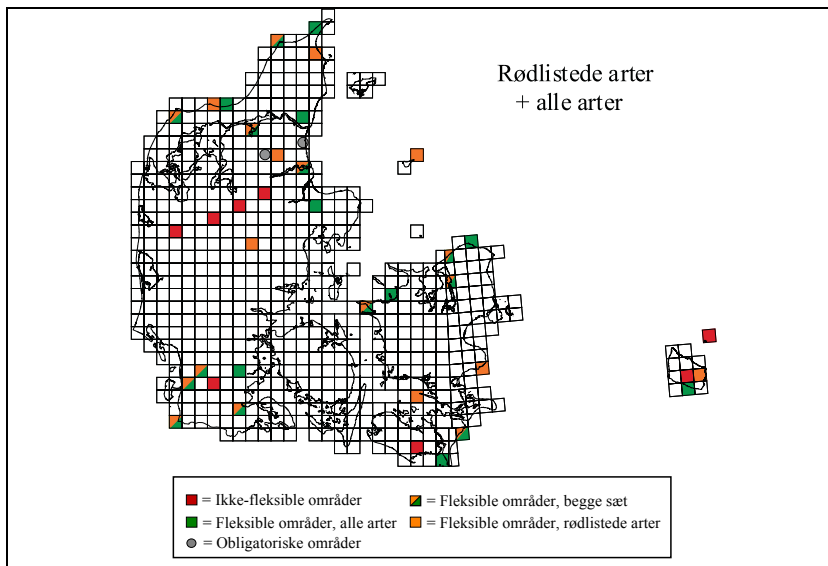 Rødlistede arter
+ alle arter
= Ikke-fleksible områder
= Fleksible områder, begge sæt
= Fleksible områder, alle arter
= Fleksible områder, rødlistede arter
= Obligatoriske områder